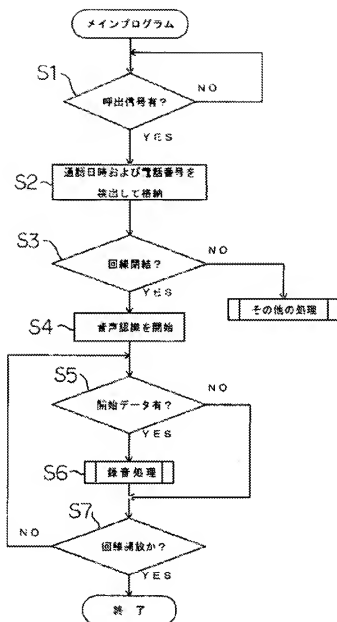 メインプログラム
S1
呼出信号有?
NO
YES
S2
通話日時および電話番号を
検出して格納
S3
NO
回線閉結?
YES
その他の処理
S4
音声認識を開始
S5
NO
開始データ有?
YES
S6
録音処理
S7
NO
回線開放か?
YES
終了